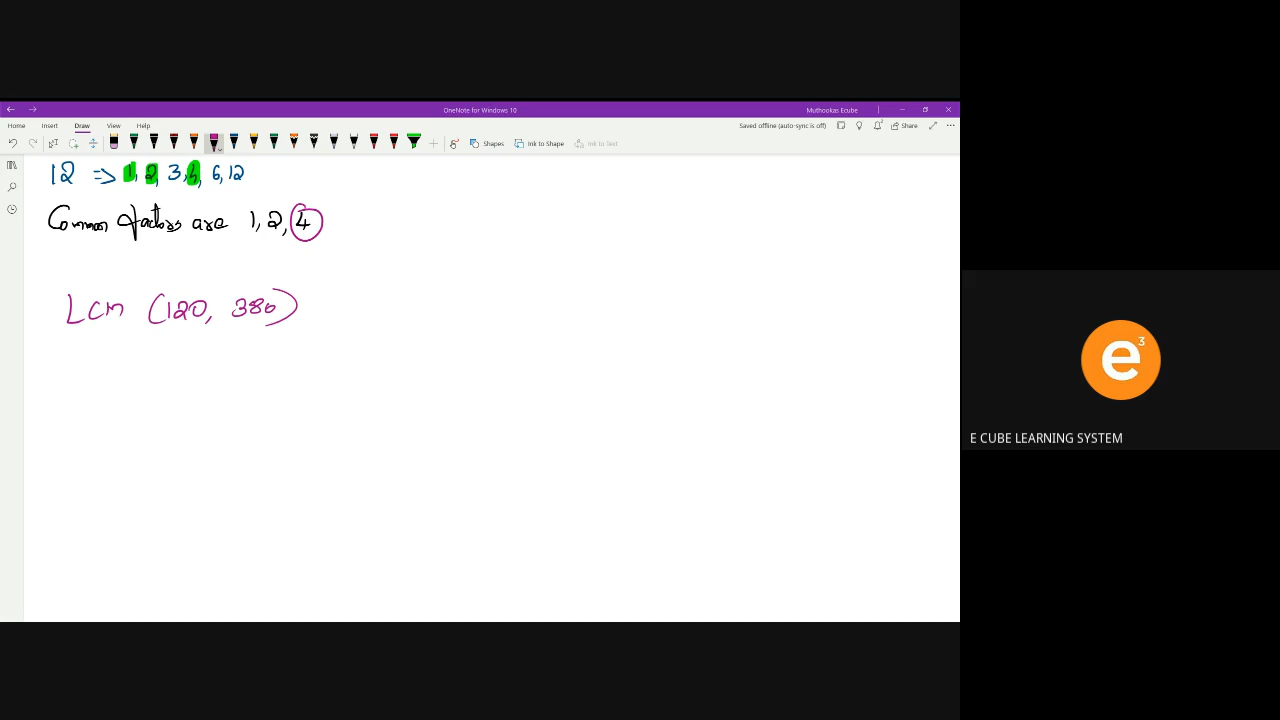 OneNote for Windows 10
Muthookas Ecube
Home Insert Draw View Help
Saved offline (auto-sync is off)
Share
Shapes Ink to Shape Ink to Text
12 => 1, 2, 3, 4, 6, 12
Common factors are 1, 2, 4
LCM (120, 380)
e3
E CUBE LEARNING SYSTEM